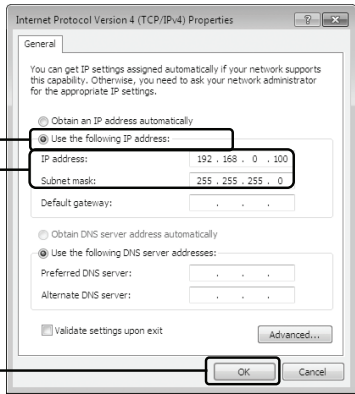 Internet Protocol Version 4 (TCP/IPv4) Properties
General
You can get IP settings assigned automatically if your network supports
this capability. Otherwise, you need to ask your network administrator
for the appropriate IP settings.
Obtain an IP address automatically
Use the following IP address:
IP address: 192 . 168 . 0 . 100
Subnet mask: 255 . 255 . 255 . 0
Default gateway: . . .
Obtain DNS server address automatically
Use the following DNS server addresses:
Preferred DNS server: . . .
Alternate DNS server: . . .
Validate settings upon exit
Advanced...
OK Cancel